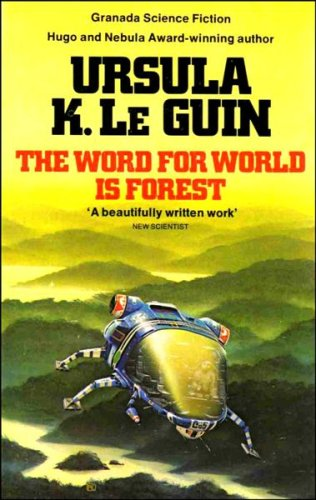 Granada Science Fiction
Hugo and Nebula Award-winning author
URSULA
K. LE GUIN
THE WORD FOR WORLD
IS FOREST
'A beautifully written work'
NEW SCIENTIST